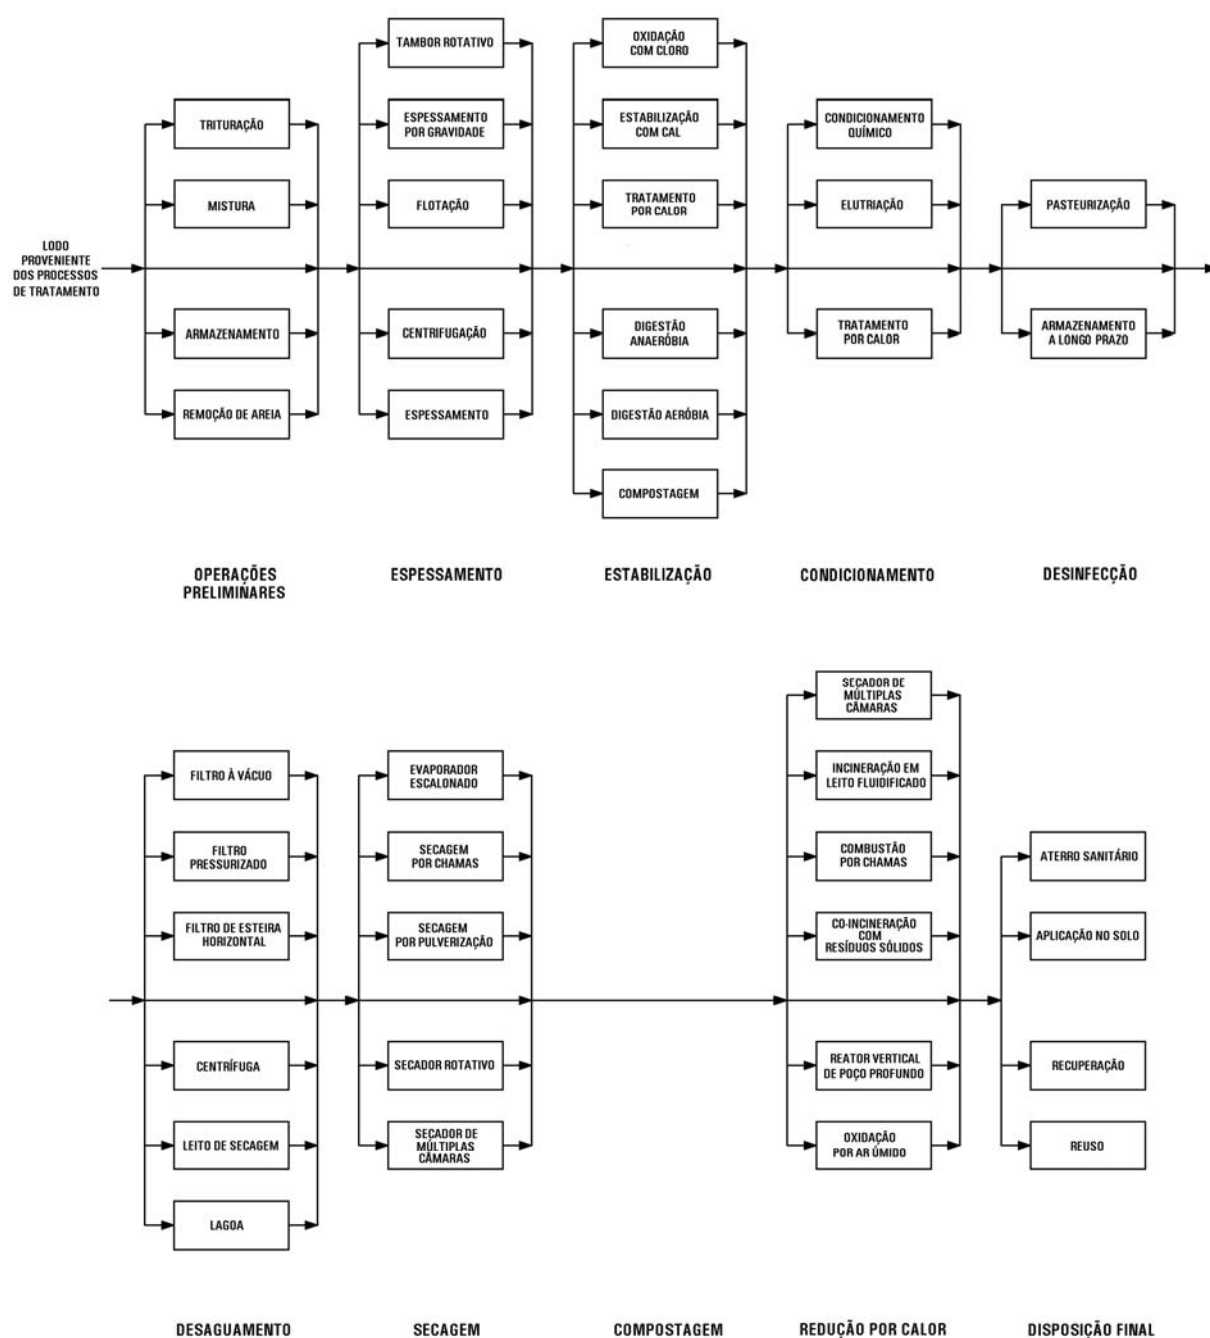 LODO
PROVENIENTE
DOS PROCESSOS
DE TRATAMENTO
TRITURAÇÃO
MISTURA
ARMAZENAMENTO
REMOÇÃO DE AREIA
OPERAÇÕES
PRELIMINARES
TAMBOR ROTATIVO
ESPESSAMENTO
POR GRAVIDADE
FLOTAÇÃO
CENTRIFUGAÇÃO
ESPESSAMENTO
ESPESSAMENTO
OXIDAÇÃO
COM CLORO
ESTABILIZAÇÃO
COM CAL
TRATAMENTO
POR CALOR
DIGESTÃO
ANAERÓBIA
DIGESTÃO AERÓBIA
COMPOSTAGEM
ESTABILIZAÇÃO
CONDICIONAMENTO
QUÍMICO
ELUTRIAÇÃO
TRATAMENTO
POR CALOR
CONDICIONAMENTO
PASTEURIZAÇÃO
ARMAZENAMENTO
A LONGO PRAZO
DESINFECÇÃO
FILTRO À VÁCUO
FILTRO
PRESSURIZADO
FILTRO DE ESTEIRA
HORIZONTAL
CENTRÍFUGA
LEITO DE SECAGEM
LAGOA
DESAGUAMENTO
EVAPORADOR
ESCALONADO
SECAGEM
POR CHAMAS
SECAGEM
POR PULVERIZAÇÃO
SECADOR ROTATIVO
SECADOR DE
MÚLTIPLAS
CÂMARAS
SECAGEM
COMPOSTAGEM
SECADOR DE
MÚLTIPLAS
CÂMARAS
INCINERAÇÃO EM
LEITO FLUIDIFICADO
COMBUSTÃO
POR CHAMAS
CO-INCINERAÇÃO
COM
RESÍDUOS SÓLIDOS
REATOR VERTICAL
DE POÇO PROFUNDO
OXIDAÇÃO
POR AR ÚMIDO
REDUÇÃO POR CALOR
ATERRO SANITÁRIO
APLICAÇÃO NO SOLO
RECUPERAÇÃO
REUSO
DISPOSIÇÃO FINAL